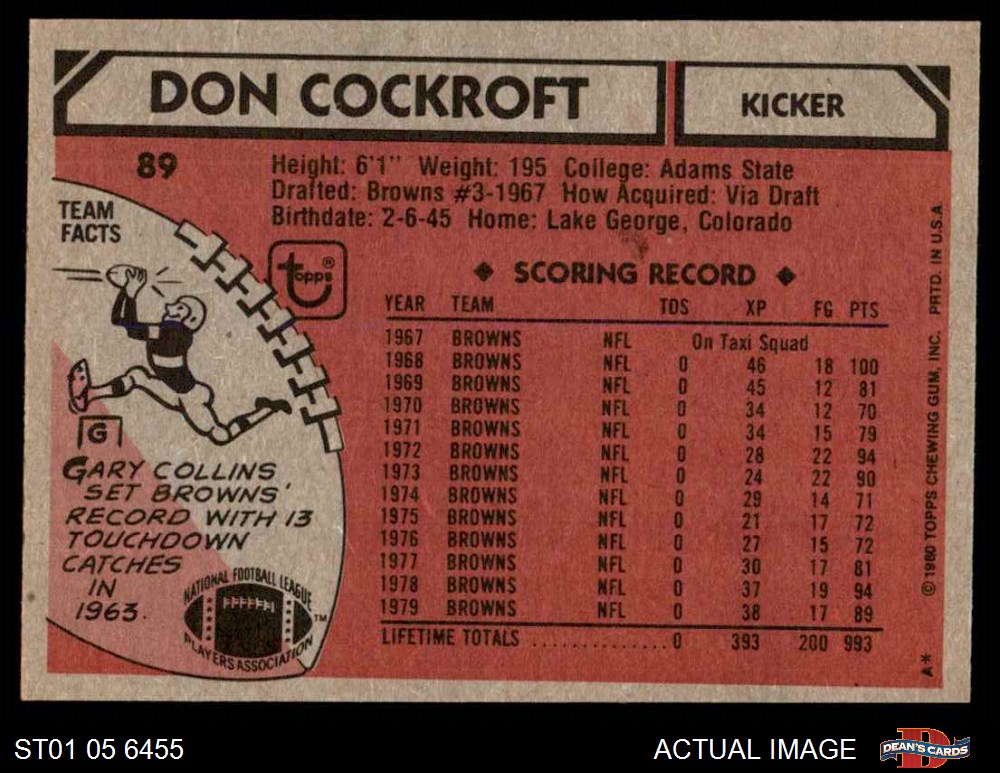 DON COCKROFT
KICKER
89
Height: 6'1" Weight: 195 College: Adams State
Drafted: Browns #3-1967 How Acquired: Via Draft
Birthdate: 2-6-45 Home: Lake George, Colorado
TEAM
FACTS
topps®
◆ SCORING RECORD ◆
YEAR TEAM TDS XP FG PTS
1967 BROWNS NFL On Taxi Squad
1968 BROWNS NFL 0 46 18 100
1969 BROWNS NFL 0 45 12 81
1970 BROWNS NFL 0 34 12 70
1971 BROWNS NFL 0 34 15 79
1972 BROWNS NFL 0 28 22 94
1973 BROWNS NFL 0 24 22 90
1974 BROWNS NFL 0 29 14 71
1975 BROWNS NFL 0 21 17 72
1976 BROWNS NFL 0 27 15 72
1977 BROWNS NFL 0 30 17 81
1978 BROWNS NFL 0 37 19 94
1979 BROWNS NFL 0 38 17 89
LIFETIME TOTALS ............... 0 393 200 993
G
GARY COLLINS
SET BROWNS'
RECORD WITH 13
TOUCHDOWN
CATCHES
IN
1963.
NATIONAL FOOTBALL LEAGUE
PLAYERS ASSOCIATION
TM
A* © 1980 TOPPS CHEWING GUM, INC. PRTD. IN U.S.A
ST01 05 6455
ACTUAL IMAGE
D
DEAN'S CARDS